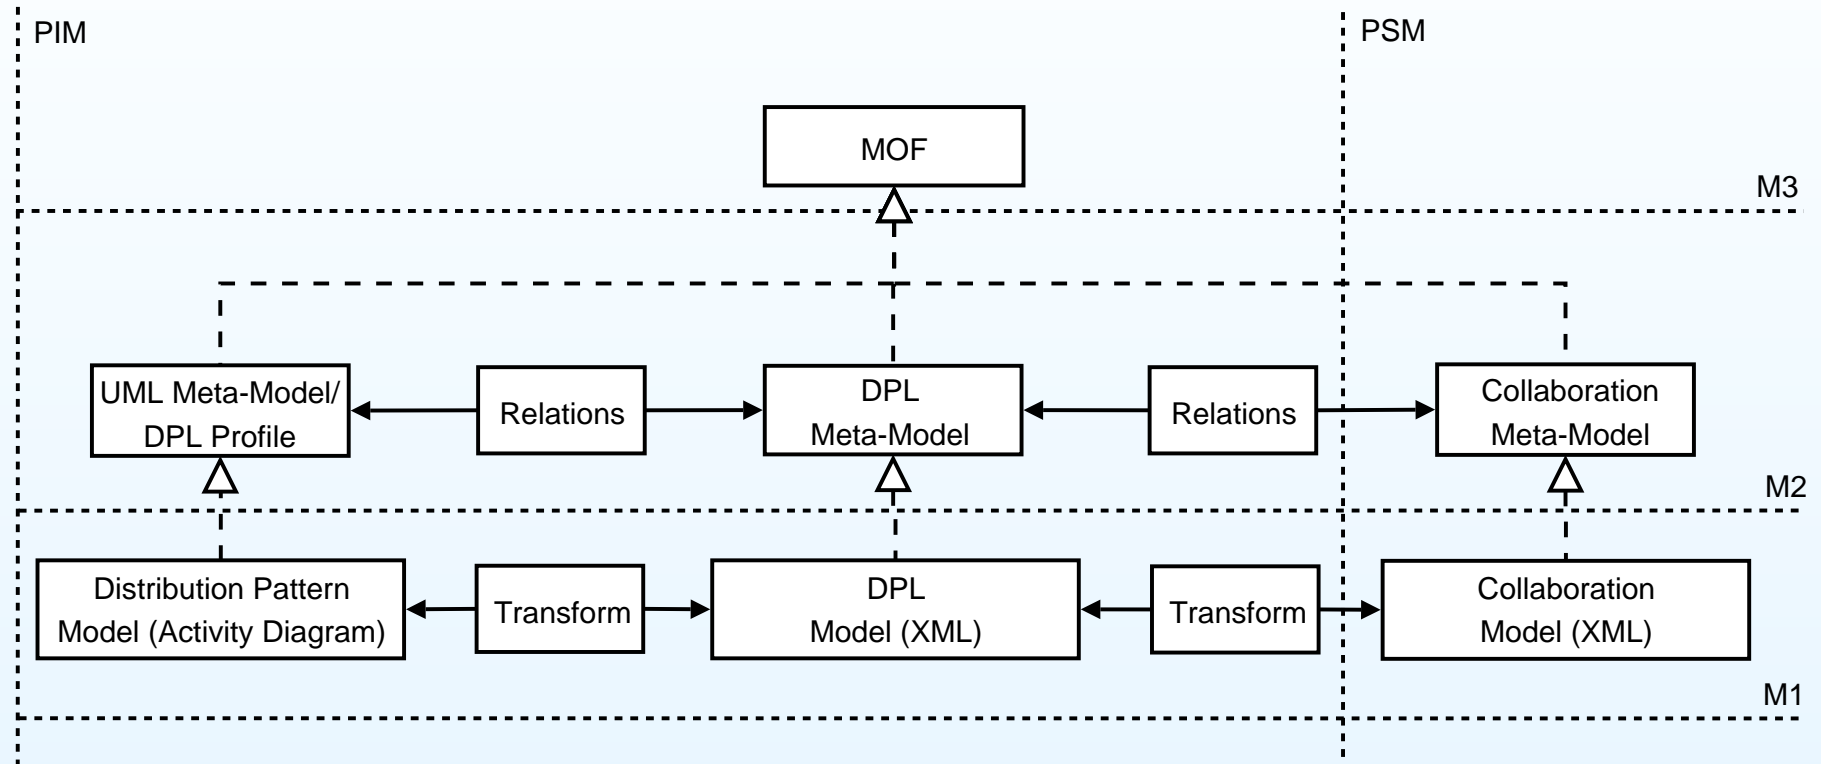 PIM
PSM
MOF
M3
UML Meta-Model/
DPL Profile
Relations
DPL
Meta-Model
Relations
Collaboration
Meta-Model
M2
Distribution Pattern
Model (Activity Diagram)
Transform
DPL
Model (XML)
Transform
Collaboration
Model (XML)
M1